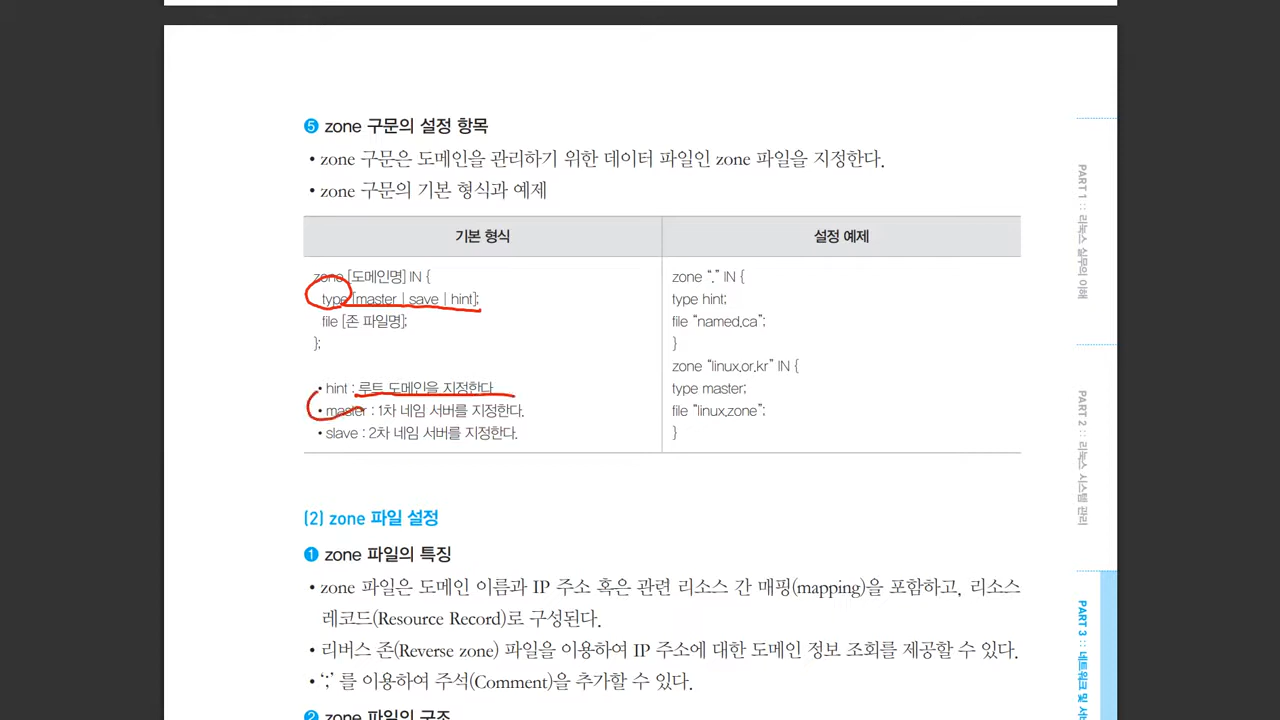 ❺ zone 구문의 설정 항목
• zone 구문은 도메인을 관리하기 위한 데이터 파일인 zone 파일을 지정한다.
• zone 구문의 기본 형식과 예제
기본 형식
zone [도메인명] IN {
type [master | save | hint];
file [존 파일명];
};
• hint : 루트 도메인을 지정한다
• master : 1차 네임 서버를 지정한다.
• slave : 2차 네임 서버를 지정한다.
설정 예제
zone “.” IN {
type hint;
file “named.ca”;
}
zone “linux.or.kr” IN {
type master;
file “linux.zone”;
}
(2) zone 파일 설정
❶ zone 파일의 특징
• zone 파일은 도메인 이름과 IP 주소 혹은 관련 리소스 간 매핑(mapping)을 포함하고, 리소스
레코드(Resource Record)로 구성된다.
• 리버스 존(Reverse zone) 파일을 이용하여 IP 주소에 대한 도메인 정보 조회를 제공할 수 있다.
• ‘;’ 를 이용하여 주석(Comment)을 추가할 수 있다.
❷ zone 파일의 구조
PART 1 :: 리눅스 실무의 이해
PART 2 :: 리눅스 시스템 관리
PART 3 :: 네트워크 및 서